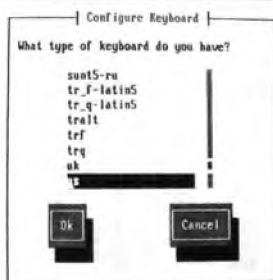 Configure Keyboard
What type of keyboard do you have?
sunt5-ru
tr_f-latin5
tr_q-latin5
tralt
trf
trq
uk
us
Ok
Cancel